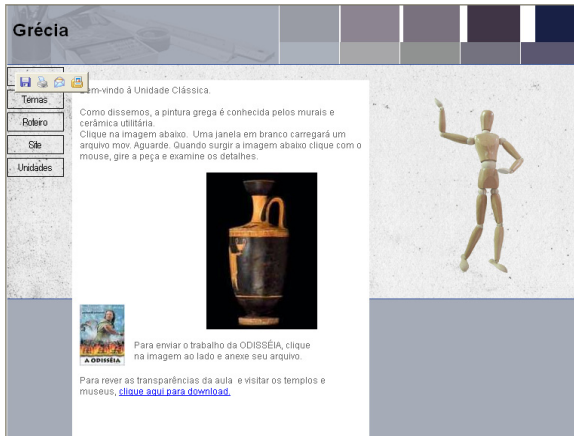 Grécia
Temas
Roteiro
Site
Unidades
Bem-vindo á Unidade Clássica.
Como dissemos, a pintura grega é conhecida pelos murais e
cerâmica utilitária.
Clique na imagem abaixo. Uma janela em branco carregará um
arquivo mov. Aguarde. Quando surgir a imagem abaixo clique com o
mouse, gire a peça e examine os detalhes.
A ODISSÉIA
Para enviar o trabalho da ODISSÉIA, clique
na imagem ao lado e anexe seu arquivo.
Para rever as transparências da aula e visitar os templos e
museus, clique aqui para download.